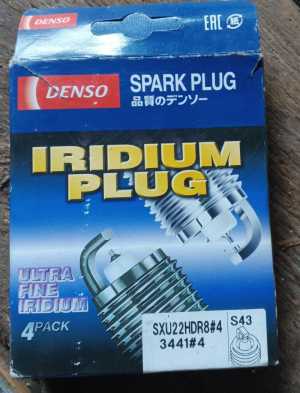 DENSO
EAC 紙
DENSO
SPARK PLUG
品質のデンソー
IRIDIUM
PLUG
ULTRA
FINE
IRIDIUM
4PACK
SXU22HDR8#4
3441#4
S43